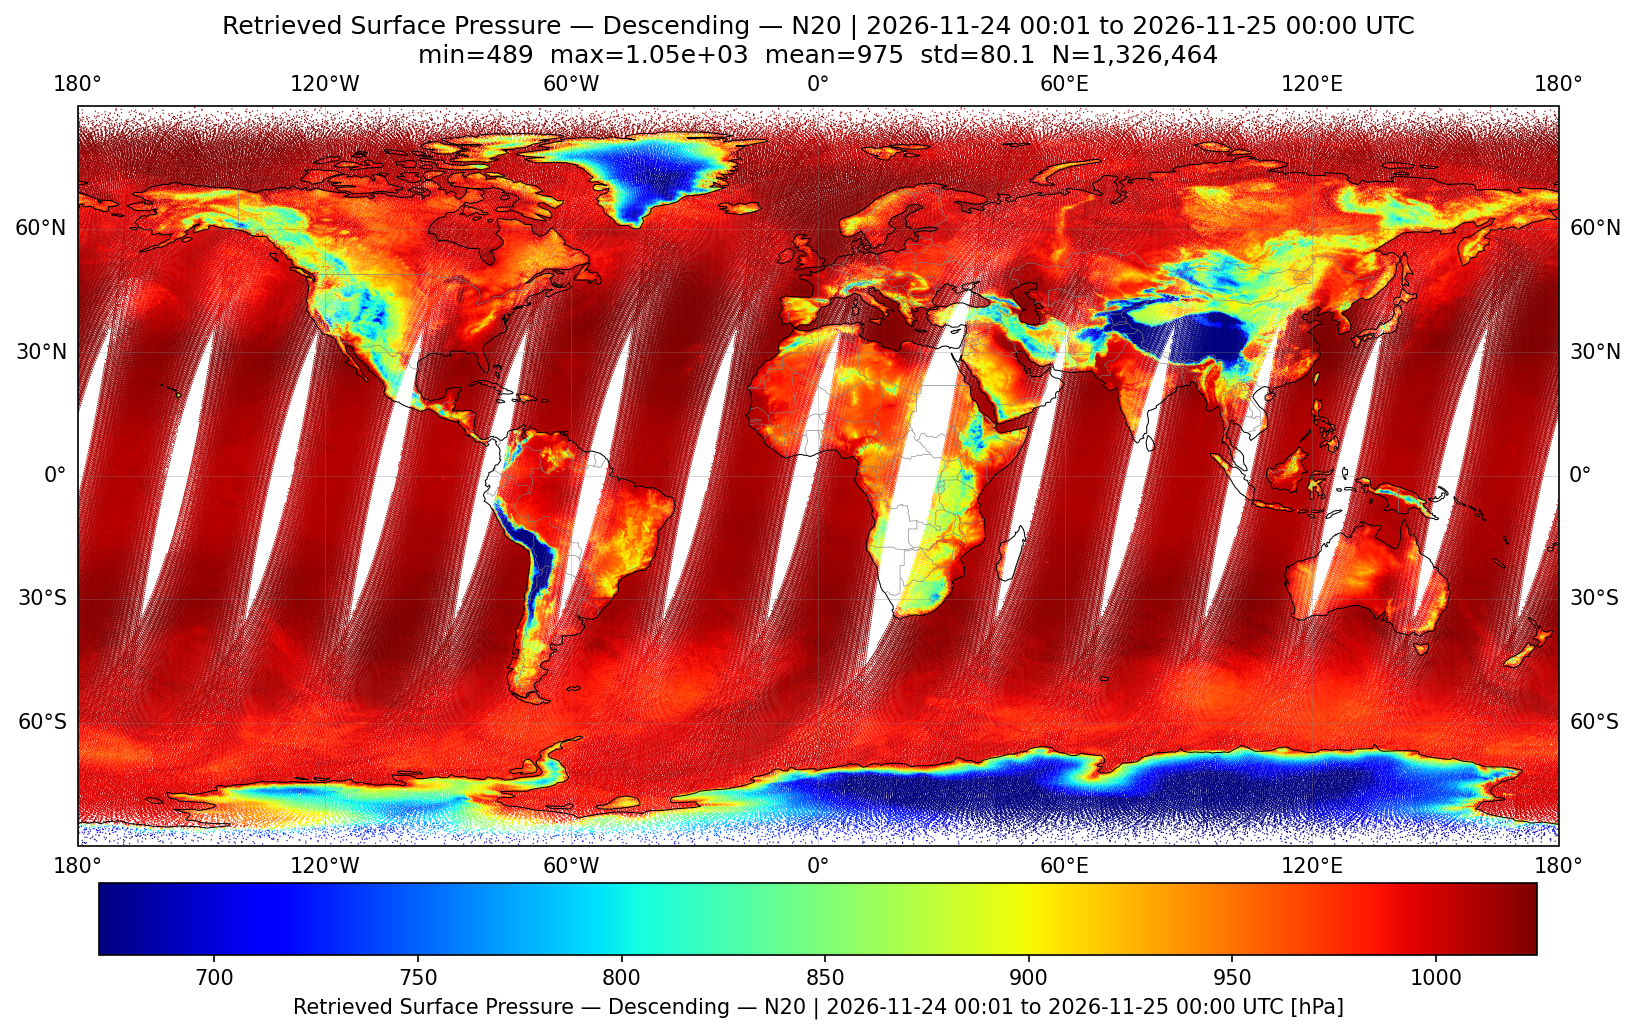 Retrieved Surface Pressure — Descending — N20 | 2026-11-24 00:01 to 2026-11-25 00:00 UTC
min=489 max=1.05e+03 mean=975 std=80.1 N=1,326,464
180° 120°W 60°W 0° 60°E 120°E 180°
60°N 60°N
30°N 30°N
0° 0°
30°S 30°S
60°S 60°S
180° 120°W 60°W 0° 60°E 120°E 180°
700 750 800 850 900 950 1000
Retrieved Surface Pressure — Descending — N20 | 2026-11-24 00:01 to 2026-11-25 00:00 UTC [hPa]